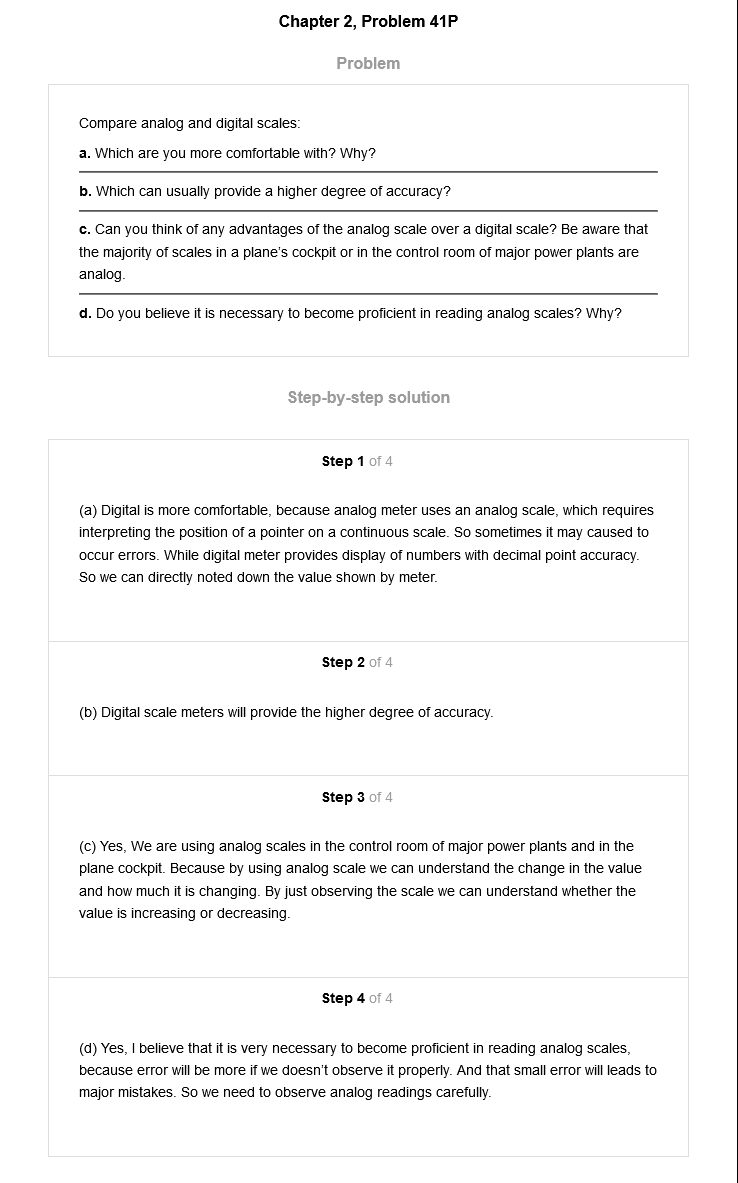 Chapter 2, Problem 41P
Problem
Compare analog and digital scales:
a. Which are you more comfortable with? Why?
b. Which can usually provide a higher degree of accuracy?
c. Can you think of any advantages of the analog scale over a digital scale? Be aware that
the majority of scales in a plane's cockpit or in the control room of major power plants are
analog.
d. Do you believe it is necessary to become proficient in reading analog scales? Why?
Step-by-step solution
Step 1 of 4
(a) Digital is more comfortable, because analog meter uses an analog scale, which requires
interpreting the position of a pointer on a continuous scale. So sometimes it may caused to
occur errors. While digital meter provides display of numbers with decimal point accuracy.
So we can directly noted down the value shown by meter.
Step 2 of 4
(b) Digital scale meters will provide the higher degree of accuracy.
Step 3 of 4
(c) Yes, We are using analog scales in the control room of major power plants and in the
plane cockpit. Because by using analog scale we can understand the change in the value
and how much it is changing. By just observing the scale we can understand whether the
value is increasing or decreasing.
Step 4 of 4
(d) Yes, I believe that it is very necessary to become proficient in reading analog scales,
because error will be more if we doesn't observe it properly. And that small error will leads to
major mistakes. So we need to observe analog readings carefully.